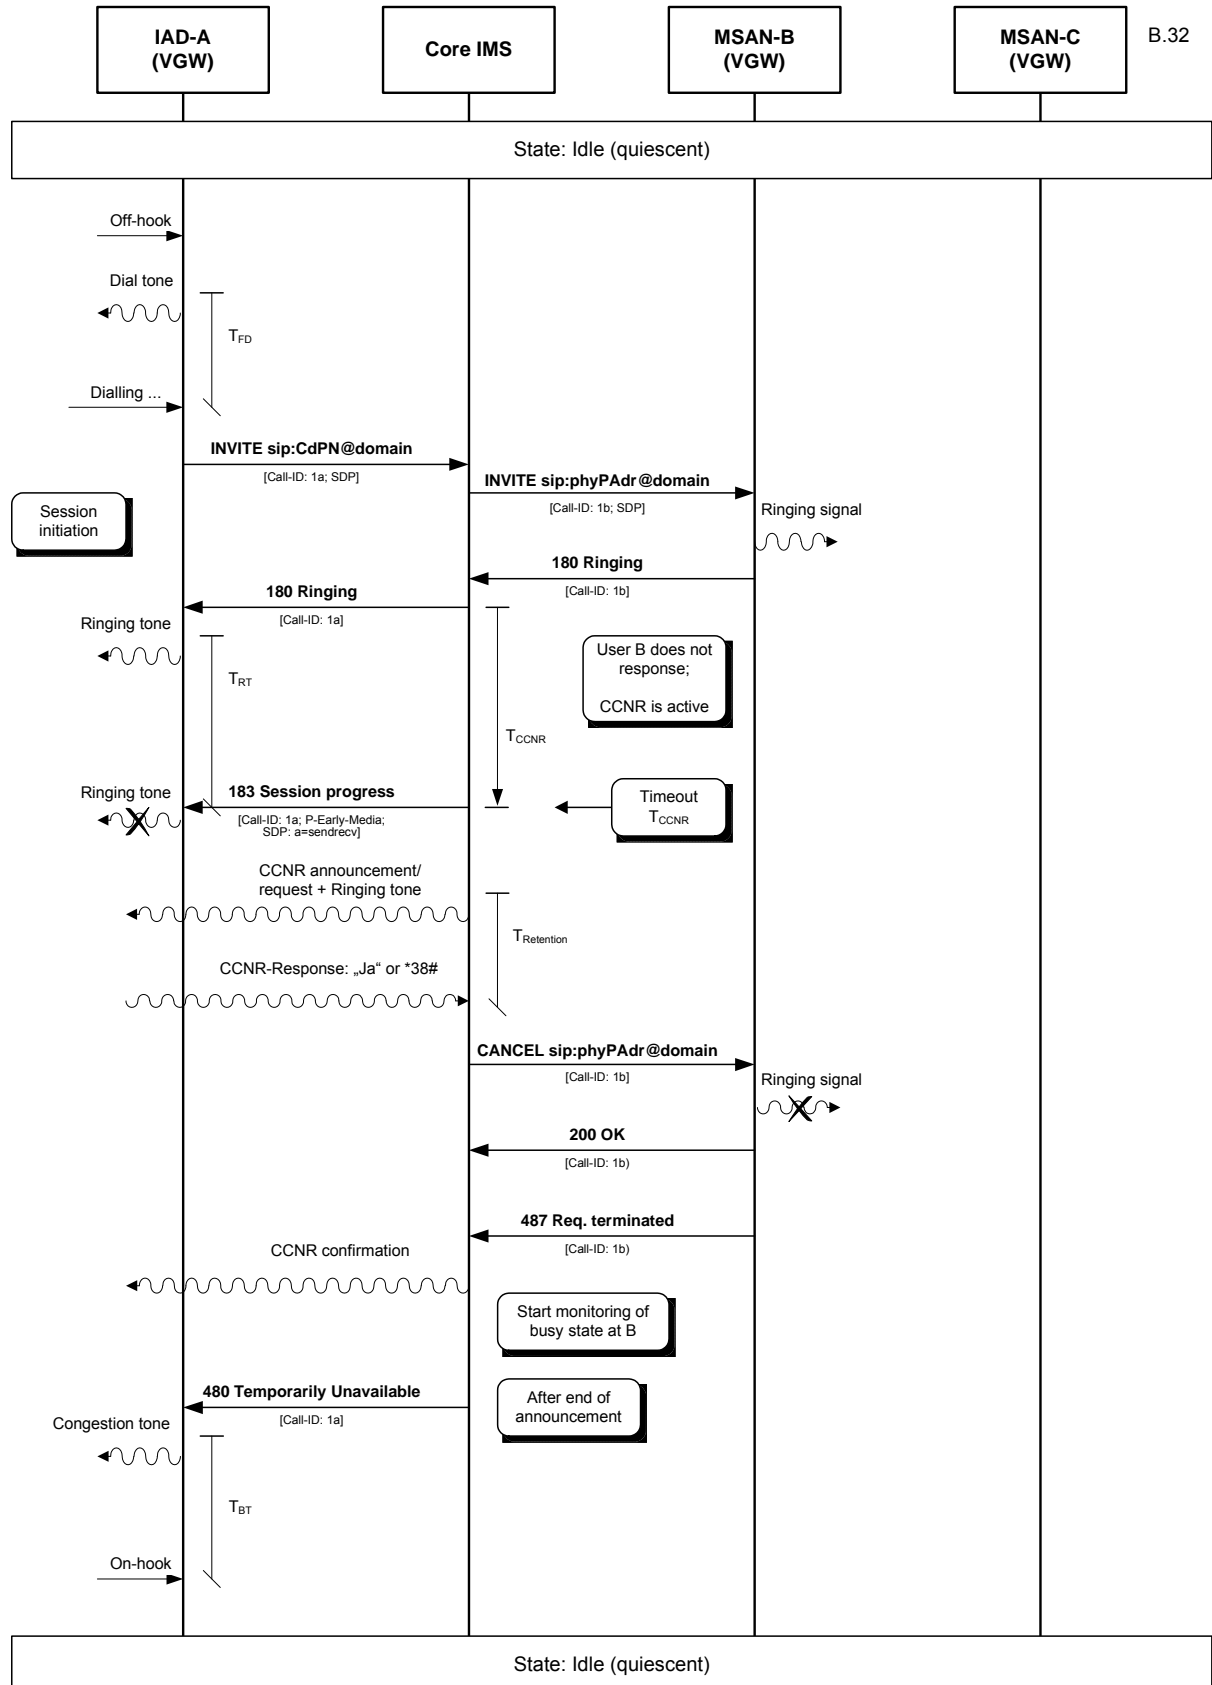 IAD-A
(VGW)
Core IMS
MSAN-B
(VGW)
MSAN-C
(VGW)
B.32
State: Idle (quiescent)
Off-hook
Dial tone
TFD
Dialling ...
INVITE sip:CdPN@domain
[Call-ID: 1a; SDP]
INVITE sip:phyPAdr@domain
[Call-ID: 1b; SDP]
Session
initiation
Ringing signal
180 Ringing
[Call-ID: 1b]
180 Ringing
[Call-ID: 1a]
Ringing tone
User B does not
response;
CCNR is active
TRT
TCCNR
Ringing tone
183 Session progress
[Call-ID: 1a; P-Early-Media;
SDP: a=sendrecv]
Timeout
TCCNR
CCNR announcement/
request + Ringing tone
TRetention
CCNR-Response: „Ja“ or *38#
CANCEL sip:phyPAdr@domain
[Call-ID: 1b]
Ringing signal
200 OK
[Call-ID: 1b)
487 Req. terminated
[Call-ID: 1b)
CCNR confirmation
Start monitoring of
busy state at B
480 Temporarily Unavailable
[Call-ID: 1a]
After end of
announcement
Congestion tone
TBT
On-hook
State: Idle (quiescent)